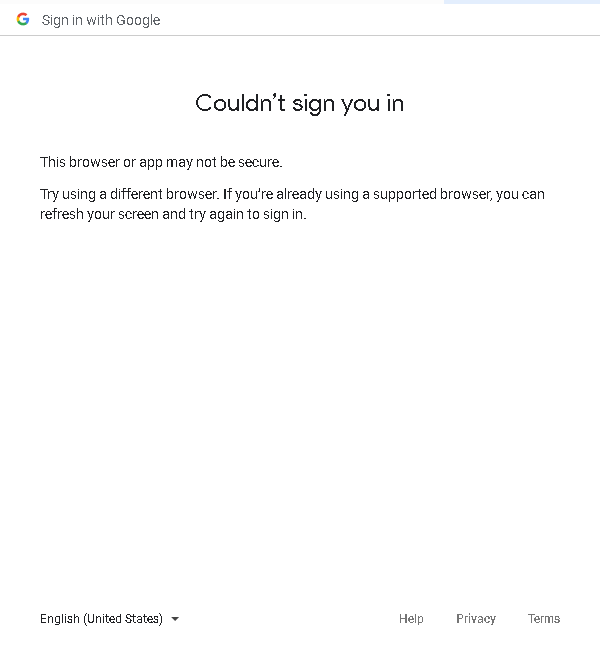 Sign in with Google
Couldn’t sign you in
This browser or app may not be secure.
Try using a different browser. If you’re already using a supported browser, you can
refresh your screen and try again to sign in.
English (United States)
Help
Privacy
Terms